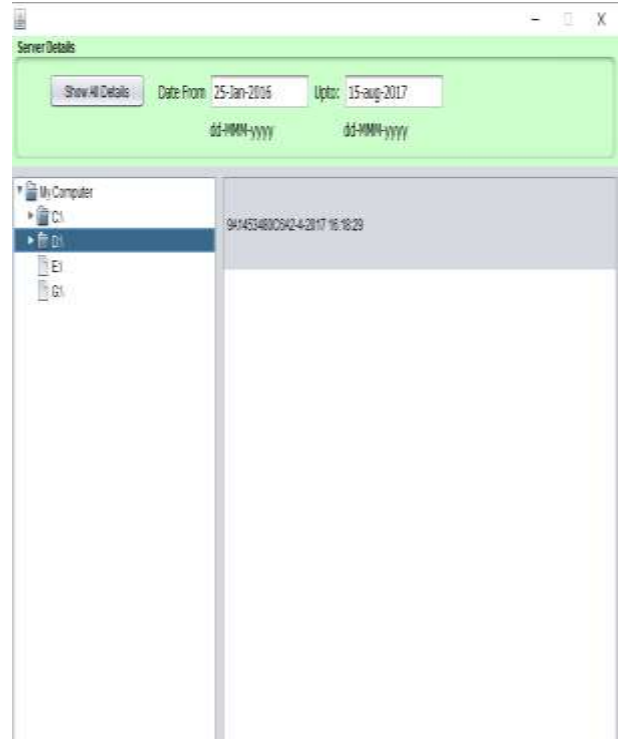 Server Details
Show All Details Date From 25-Jan-2016 Upto: 15-aug-2017
dd-MMM-yyyy dd-MMM-yyyy
My Computer
C:\
D:\
E:\
G:\
2-4-2017 16:18:29